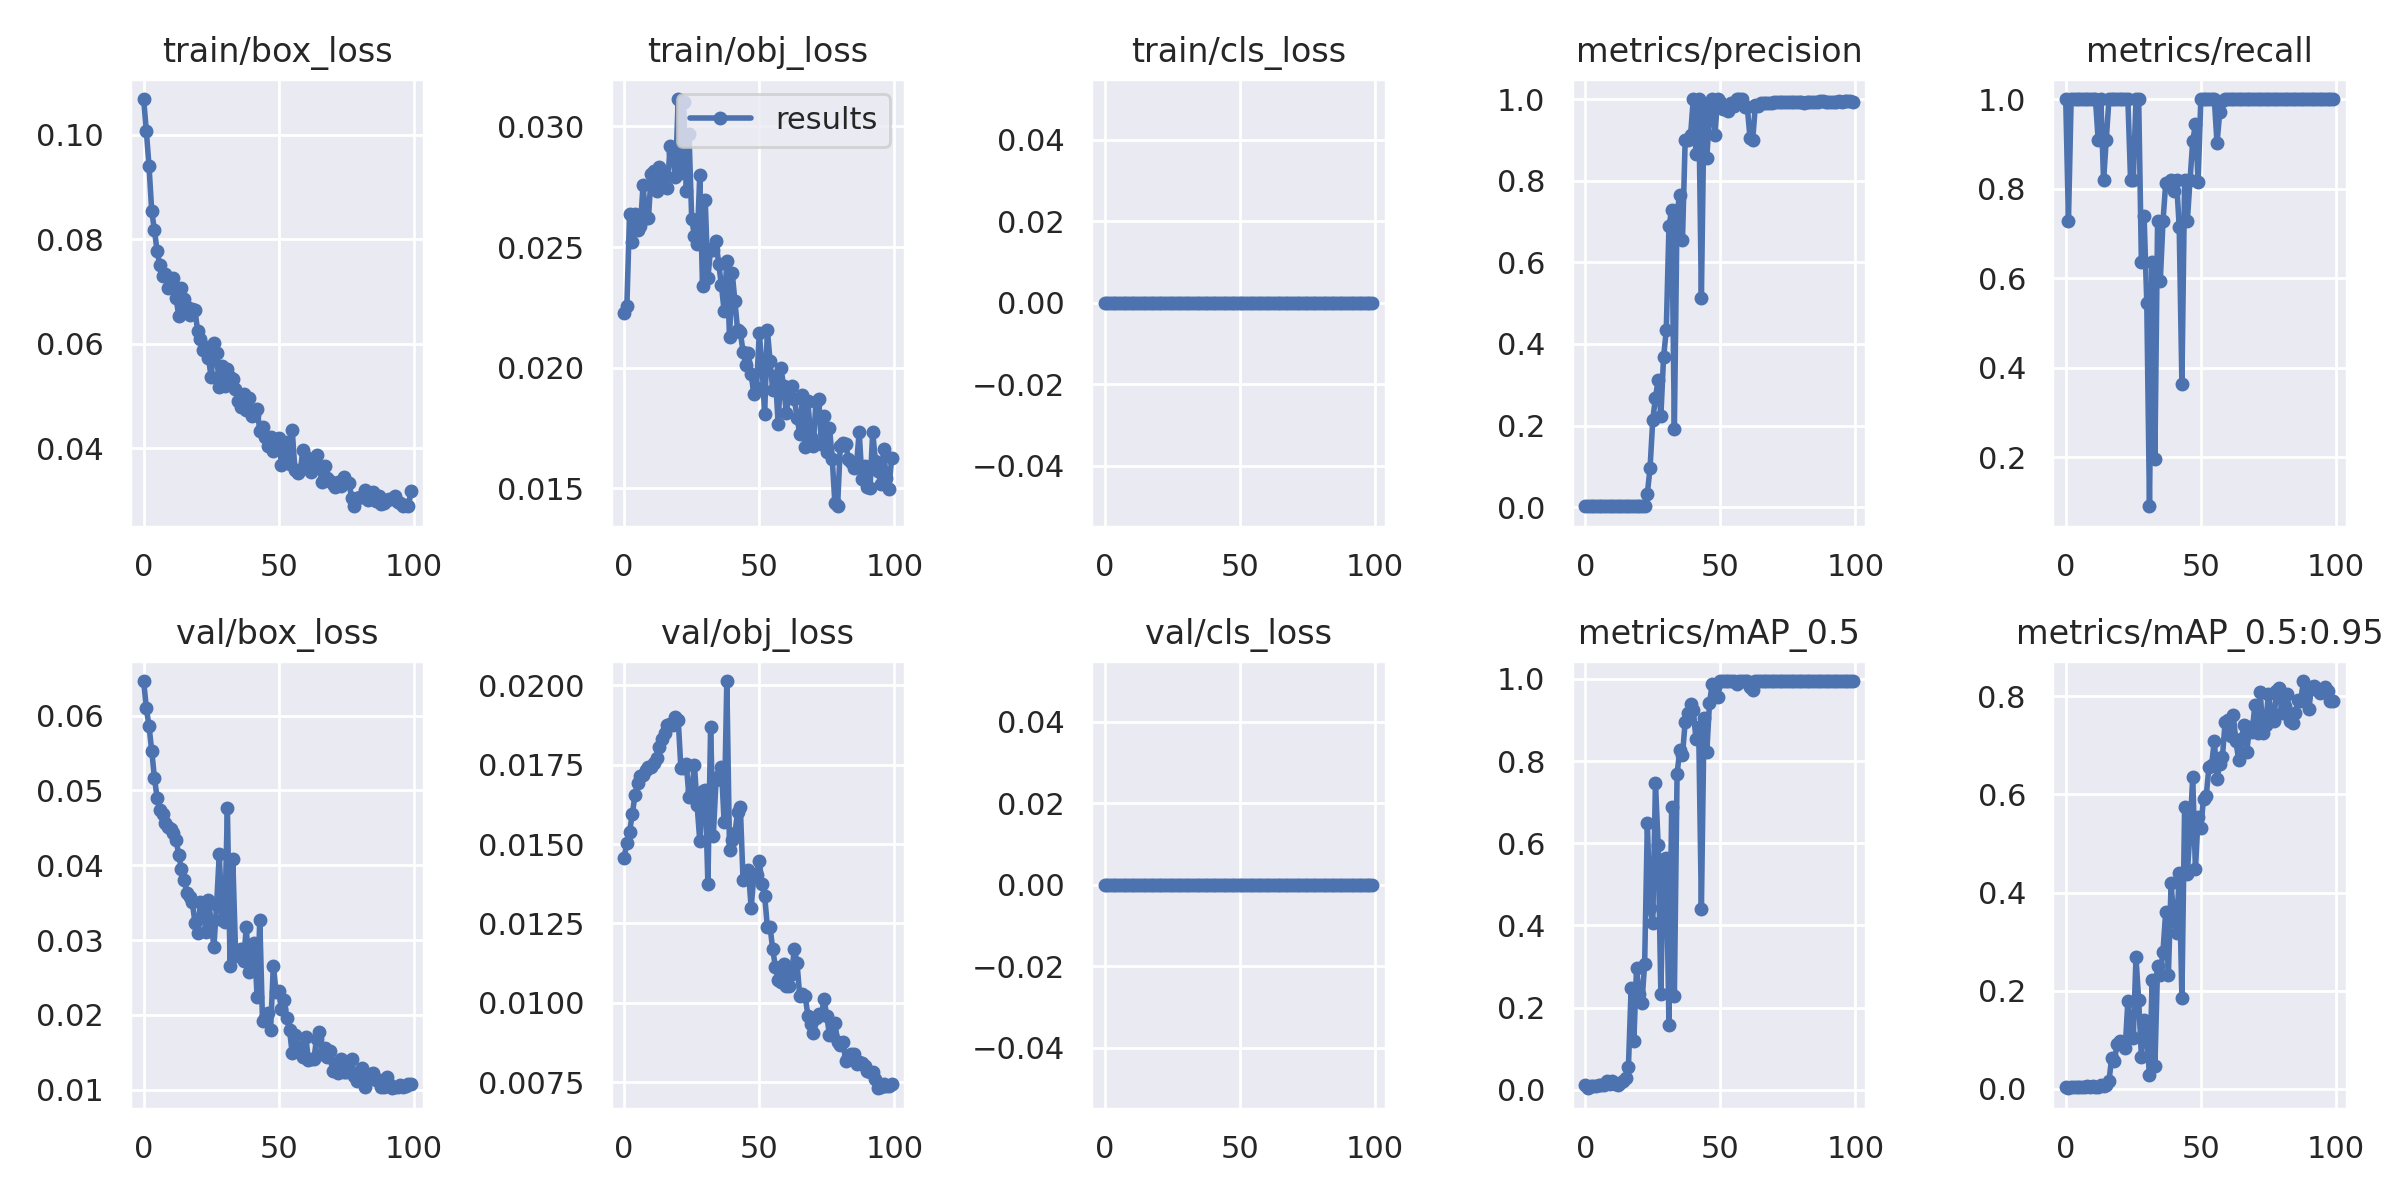 train/box_loss
train/obj_loss
train/cls_loss
metrics/precision
metrics/recall
0.10
0.08
0.06
0.04
0 50 100
results
0.030
0.025
0.020
0.015
0 50 100
0.04
0.02
0.00
−0.02
−0.04
0 50 100
1.0
0.8
0.6
0.4
0.2
0.0
0 50 100
1.0
0.8
0.6
0.4
0.2
0 50 100
val/box_loss
val/obj_loss
val/cls_loss
metrics/mAP_0.5
metrics/mAP_0.5:0.95
0.06
0.05
0.04
0.03
0.02
0.01
0 50 100
0.0200
0.0175
0.0150
0.0125
0.0100
0.0075
0 50 100
0.04
0.02
0.00
−0.02
−0.04
0 50 100
1.0
0.8
0.6
0.4
0.2
0.0
0 50 100
0.8
0.6
0.4
0.2
0.0
0 50 100